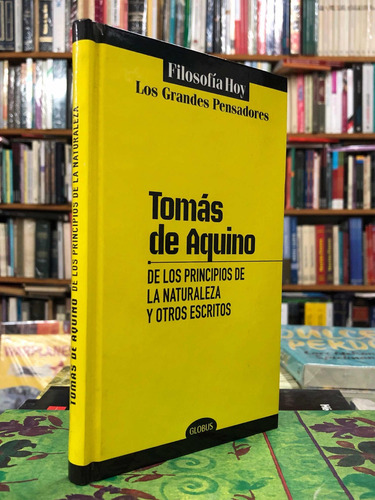 Filosofía Hoy
Los Grandes Pensadores
Tomás
de Aquino
DE LOS PRINCIPIOS DE
LA NATURALEZA
Y OTROS ESCRITOS
GLOBUS
TOMÁS DE AQUINO DE LOS PRINCIPIOS DE LA NATURALEZA